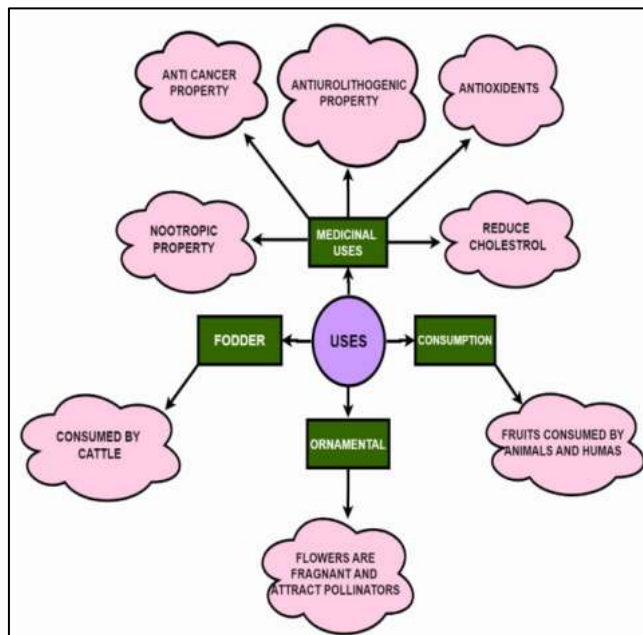 ANTI CANCER
PROPERTY
ANTIUROLITHOGENIC
PROPERTY
ANTIOXIDENTS
NOOTROPIC
PROPERTY
MEDICINAL
USES
REDUCE
CHOLESTROL
FODDER
USES
CONSUMPTION
CONSUMED BY
CATTLE
ORNAMENTAL
FRUITS CONSUMED BY
ANIMALS AND HUMAS
FLOWERS ARE
FRAGNANT AND
ATTRACT POLLINATORS